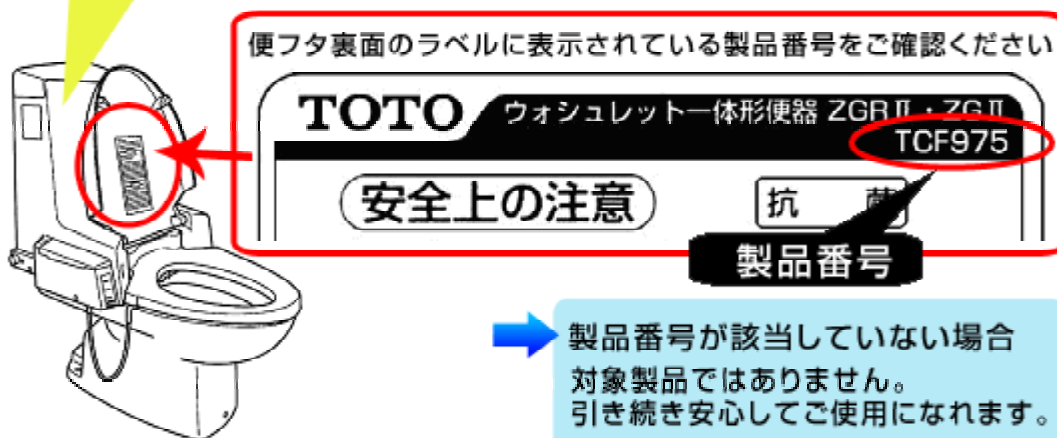 便フタ裏面のラベルに表示されている製品番号をご確認ください
TOTO ウォシュレット一体形便器 ZGRⅡ・ZGⅡ
TCF975
安全上の注意 抗
製品番号
製品番号が該当していない場合
対象製品ではありません。
引き続き安心してご使用になれます。